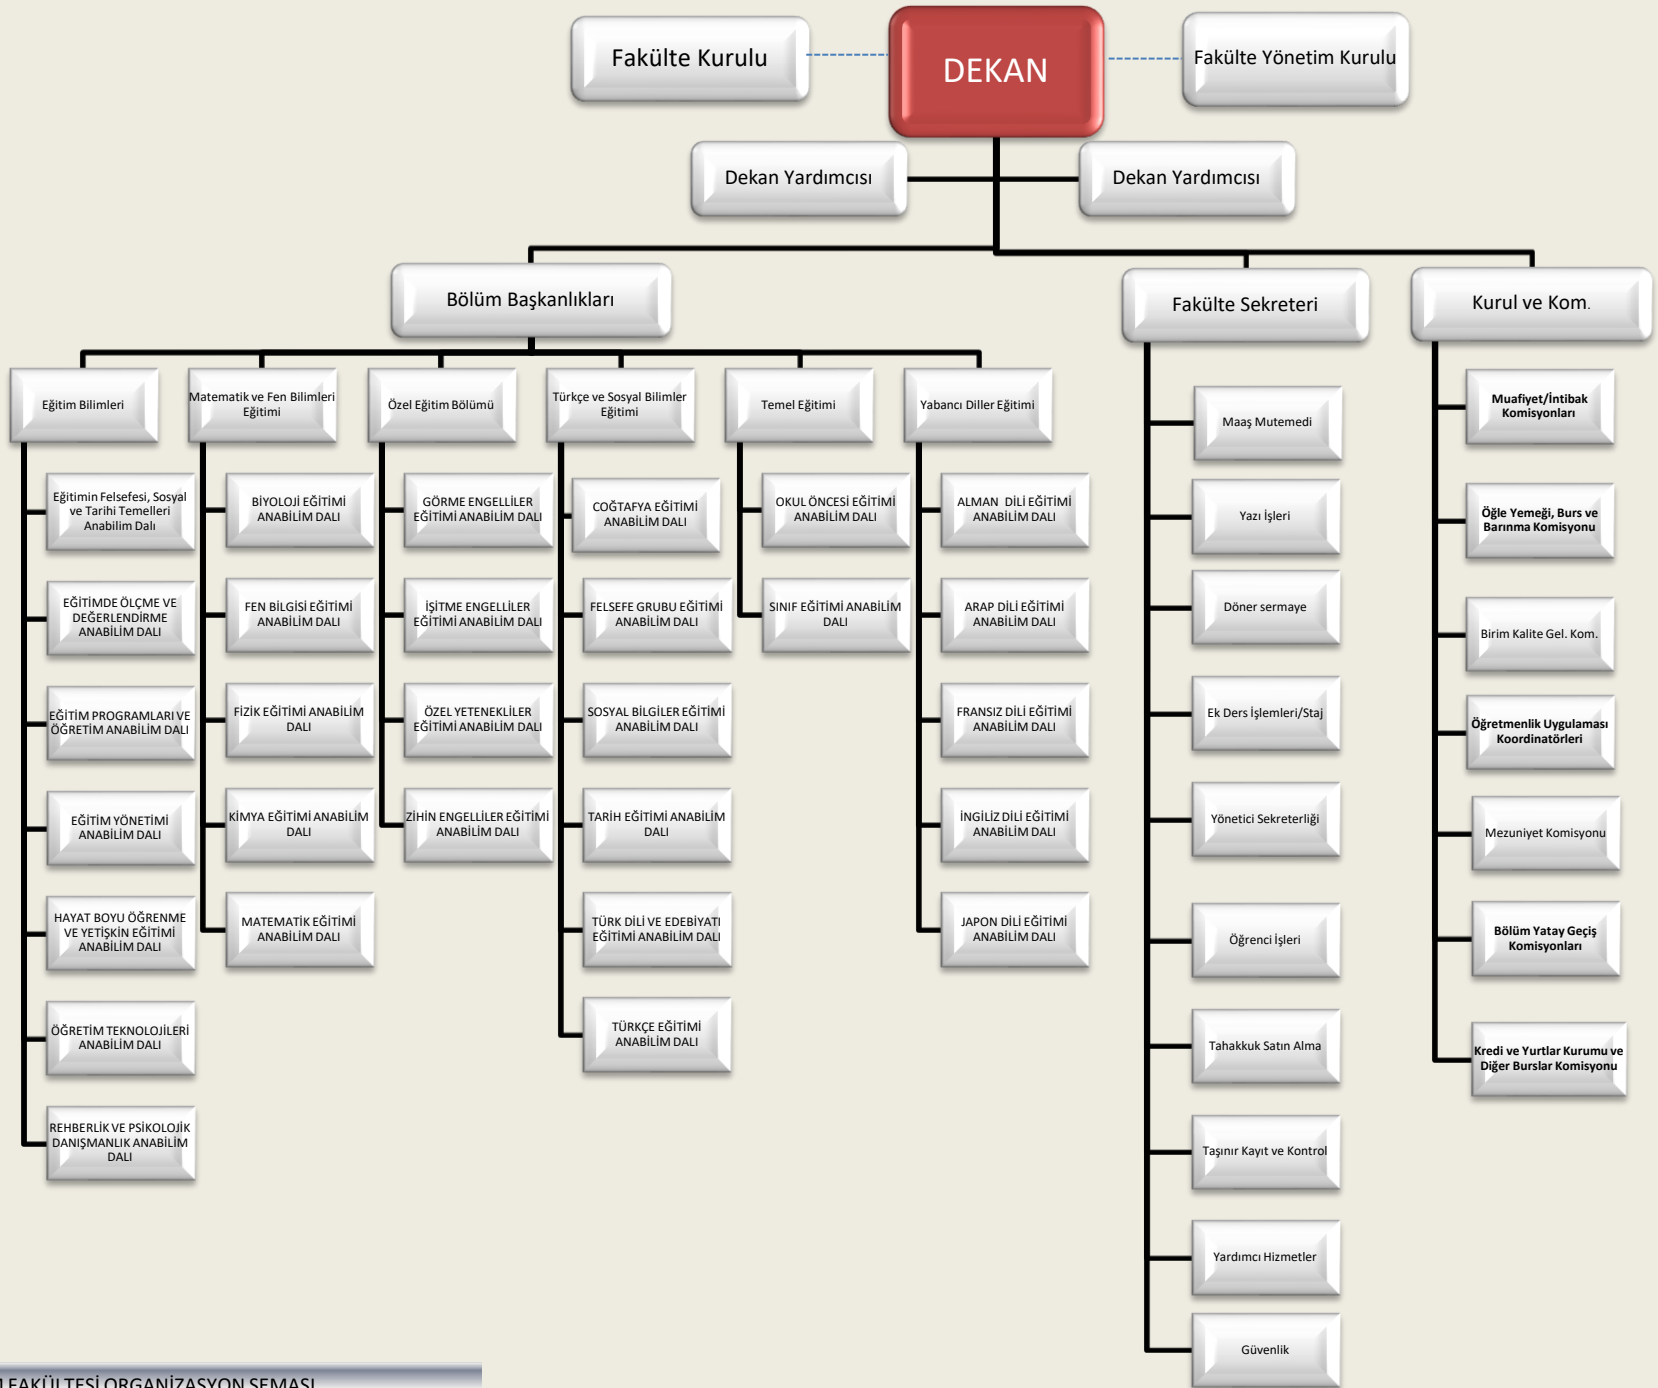 Fakülte Kurulu
DEKAN
Fakülte Yönetim Kurulu
Dekan Yardımcısı
Dekan Yardımcısı
Bölüm Başkanlıkları
Fakülte Sekreteri
Kurul ve Kom.
Eğitim Bilimleri
Eğitimin Felsefesi, Sosyal
ve Tarihi Temelleri
Anabilim Dalı
EĞİTİMDE ÖLÇME VE
DEĞERLENDİRME
ANABİLİM DALI
EĞİTİM PROGRAMLARI VE
ÖĞRETİM ANABİLİM DALI
EĞİTİM YÖNETİMİ
ANABİLİM DALI
HAYAT BOYU ÖĞRENME
VE YETİŞKİN EĞİTİMİ
ANABİLİM DALI
ÖĞRETİM TEKNOLOJİLERİ
ANABİLİM DALI
REHBERLİK VE PSİKOLOJİK
DANIŞMANLIK ANABİLİM
DALI
Matematik ve Fen Bilimleri
Eğitimi
BİYOLOJİ EĞİTİMİ
ANABİLİM DALI
FEN BİLGİSİ EĞİTİMİ
ANABİLİM DALI
FİZİK EĞİTİMİ ANABİLİM
DALI
KİMYA EĞİTİMİ ANABİLİM
DALI
MATEMATİK EĞİTİMİ
ANABİLİM DALI
Özel Eğitim Bölümü
GÖRME ENGELLİLER
EĞİTİMİ ANABİLİM DALI
İŞİTME ENGELLİLER
EĞİTİMİ ANABİLİM DALI
ÖZEL YETENEKLİLER
EĞİTİMİ ANABİLİM DALI
ZİHİN ENGELLİLER EĞİTİMİ
ANABİLİM DALI
Türkçe ve Sosyal Bilimler
Eğitimi
COĞTAFYA EĞİTİMİ
ANABİLİM DALI
FELSEFE GRUBU EĞİTİMİ
ANABİLİM DALI
SOSYAL BİLGİLER EĞİTİMİ
ANABİLİM DALI
TARİH EĞİTİMİ ANABİLİM
DALI
TÜRK DİLİ VE EDEBİYATI
EĞİTİMİ ANABİLİM DALI
TÜRKÇE EĞİTİMİ
ANABİLİM DALI
Temel Eğitimi
OKUL ÖNCESİ EĞİTİMİ
ANABİLİM DALI
SINIF EĞİTİMİ ANABİLİM
DALI
Yabancı Diller Eğitimi
ALMAN DİLİ EĞİTİMİ
ANABİLİM DALI
ARAP DİLİ EĞİTİMİ
ANABİLİM DALI
FRANSIZ DİLİ EĞİTİMİ
ANABİLİM DALI
İNGİLİZ DİLİ EĞİTİMİ
ANABİLİM DALI
JAPON DİLİ EĞİTİMİ
ANABİLİM DALI
Maaş Mutemedi
Yazı İşleri
Döner sermaye
Ek Ders İşlemleri/Staj
Yönetici Sekreterliği
Öğrenci İşleri
Tahakkuk Satın Alma
Taşınır Kayıt ve Kontrol
Yardımcı Hizmetler
Güvenlik
Muafiyet/İntibak
Komisyonları
Öğle Yemeği, Burs ve
Barınma Komisyonu
Birim Kalite Gel. Kom.
Öğretmenlik Uygulaması
Koordinatörleri
Mezuniyet Komisyonu
Bölüm Yatay Geçiş
Komisyonları
Kredi ve Yurtlar Kurumu ve
Diğer Burslar Komisyonu
FAKÜLTESİ ORGANİZASYON ŞEMASI